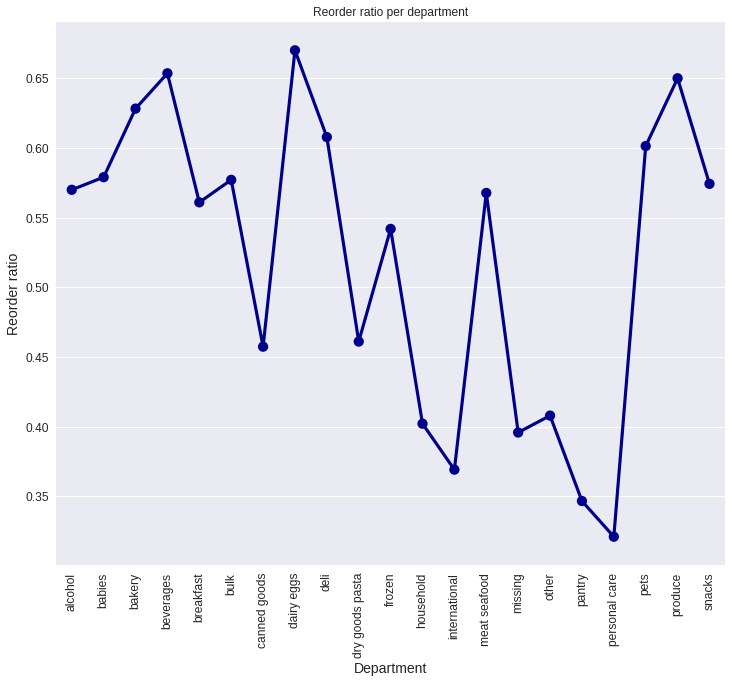 Reorder ratio per department
Reorder ratio
0.65
0.60
0.55
0.50
0.45
0.40
0.35
alcohol
babies
bakery
beverages
breakfast
bulk
canned goods
dairy eggs
deli
dry goods pasta
frozen
household
international
meat seafood
missing
other
pantry
personal care
pets
produce
snacks
Department